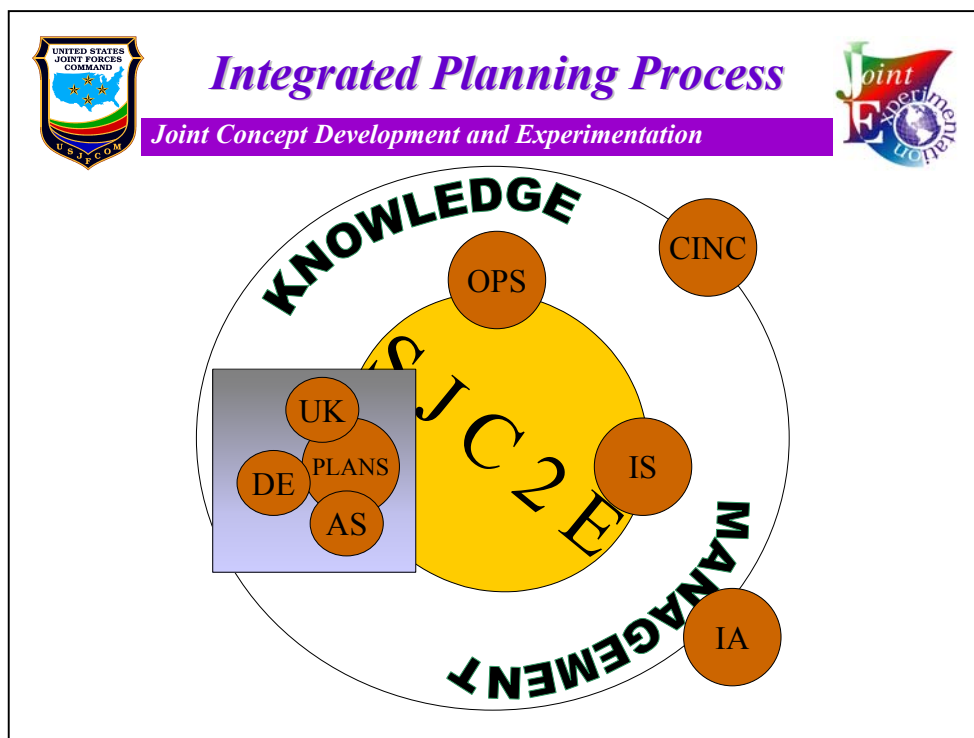 UNITED STATES
JOINT FORCES
COMMAND
USJFCOM
Integrated Planning Process
Joint Concept Development and Experimentation
Joint
Experimentation
KNOWLEDGE
CINC
OPS
SJC2E
UK
PLANS
DE
AS
IS
MANAGEMENT
IA